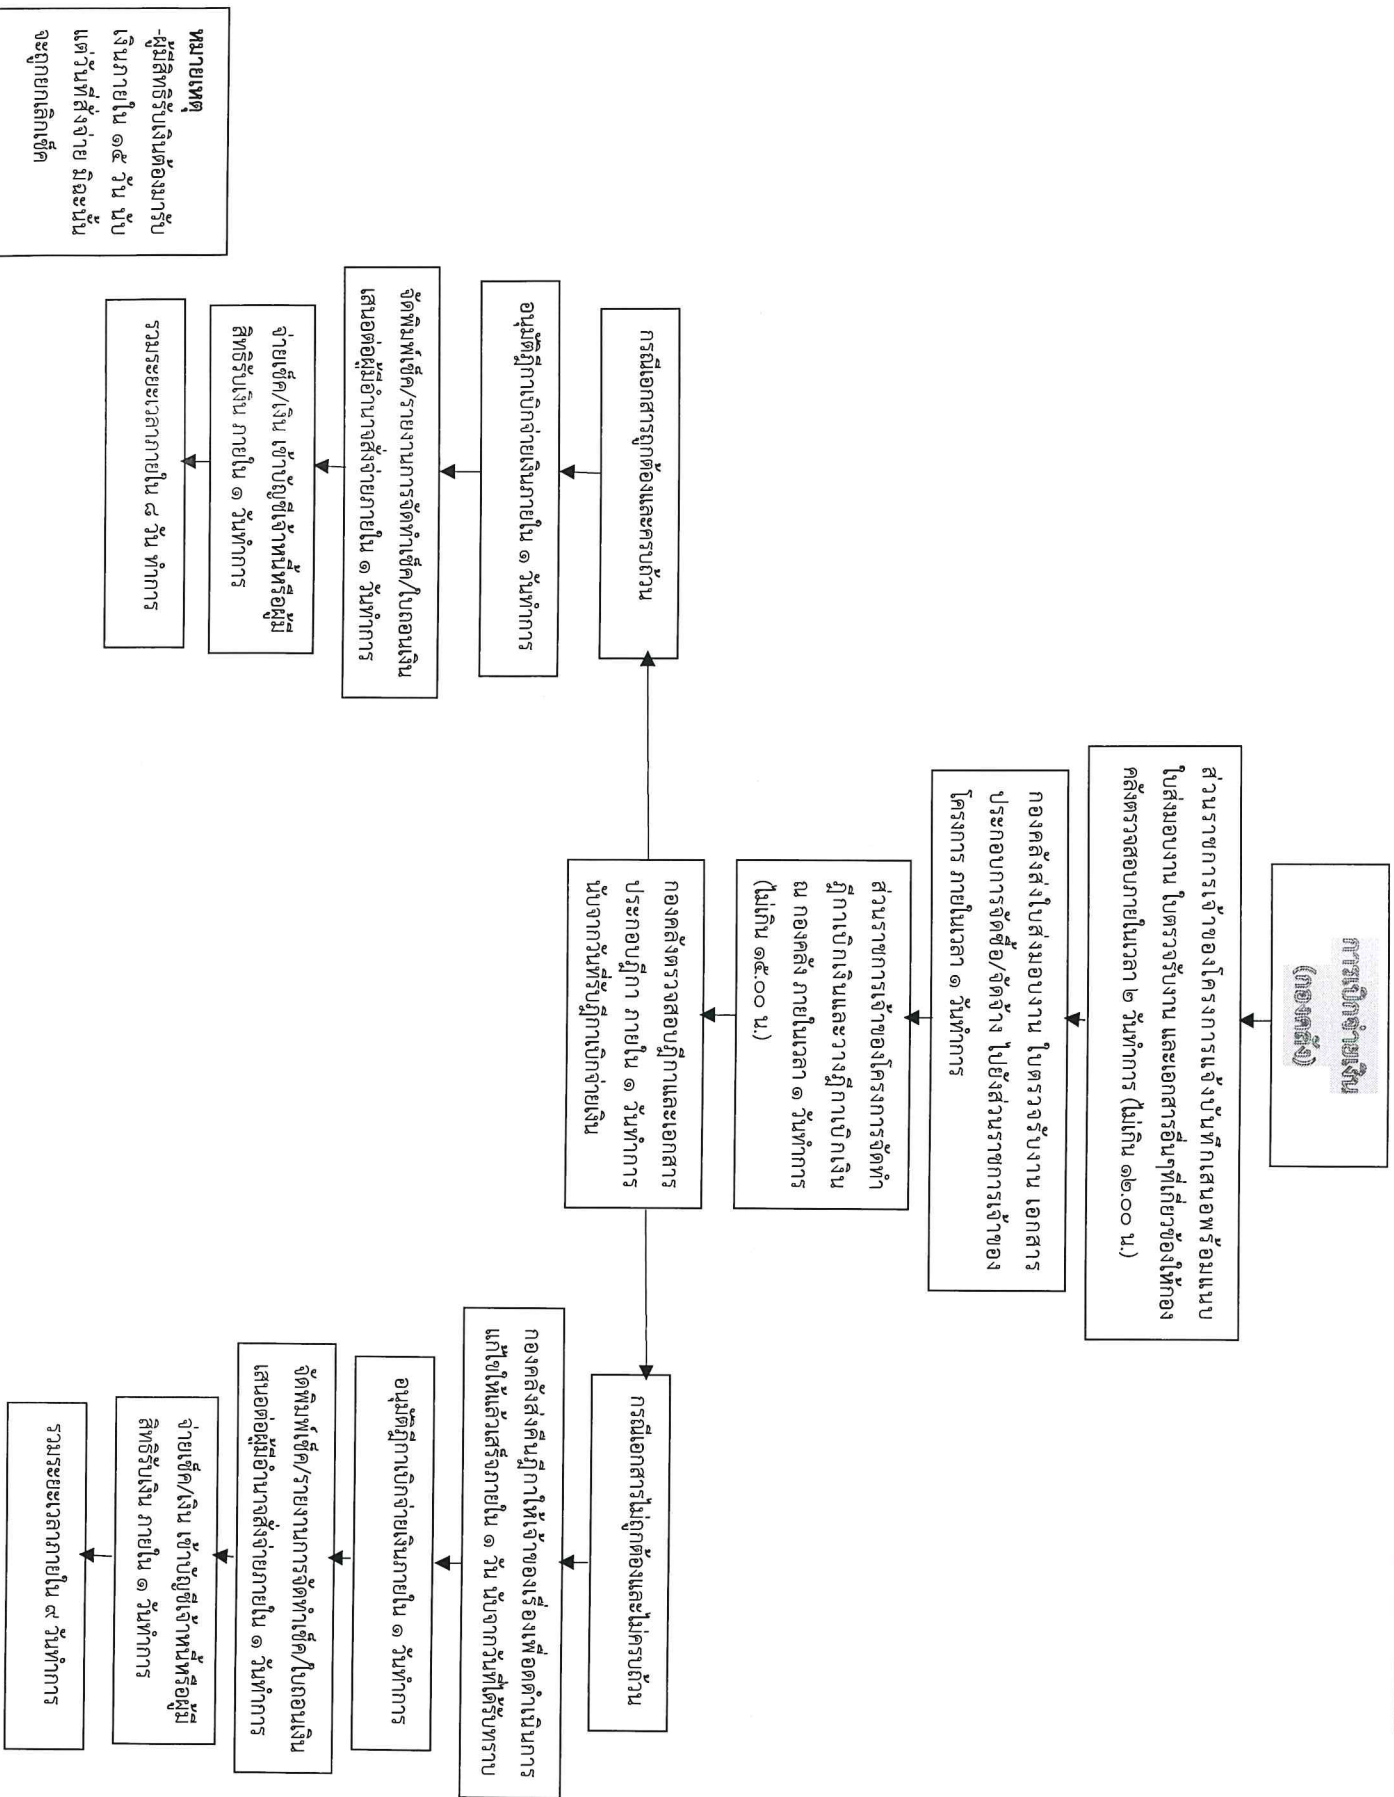 การเบิกจ่ายเงิน
(กองคลัง)
ส่วนราชการเจ้าของโครงการแจ้งบันทึกเสนอพร้อมแนบ
ใบส่งมอบงาน ใบตรวจรับงาน และเอกสารอื่นๆที่เกี่ยวข้องให้กอง
คลังตรวจสอบภายในเวลา ๒ วันทำการ (ไม่เกิน ๑๒.๐๐ น.)
กองคลังส่งใบส่งมอบงาน ใบตรวจรับงาน เอกสาร
ประกอบการจัดซื้อ/จัดจ้าง ไปยังส่วนราชการเจ้าของ
โครงการ ภายในเวลา ๑ วันทำการ
ส่วนราชการเจ้าของโครงการจัดทำ
ฎีกาเบิกเงินและวางฎีกาเบิกเงิน
ณ กองคลัง ภายในเวลา ๑ วันทำการ
(ไม่เกิน ๑๕.๐๐ น.)
กองคลังตรวจสอบฎีกาและเอกสาร
ประกอบฎีกา ภายใน ๑ วันทำการ
นับจากวันที่รับฎีกาเบิกจ่ายเงิน
กรณีเอกสารถูกต้องและครบถ้วน
อนุมัติฎีกาเบิกจ่ายเงินภายใน ๑ วันทำการ
จัดพิมพ์เช็ค/รายงานการจัดทำเช็ค/ใบถอนเงิน
เสนอต่อผู้มีอำนาจสั่งจ่ายภายใน ๑ วันทำการ
จ่ายเช็ค/เงิน เข้าบัญชีเจ้าหนี้หรือผู้มี
สิทธิรับเงิน ภายใน ๑ วันทำการ
รวมระยะเวลาภายใน ๘ วัน ทำการ
กรณีเอกสารไม่ถูกต้องและไม่ครบถ้วน
กองคลังส่งคืนฎีกาให้เจ้าของเรื่องเพื่อดำเนินการ
แก้ไขให้แล้วเสร็จภายใน ๑ วัน นับจากวันที่ได้รับทราบ
อนุมัติฎีกาเบิกจ่ายเงินภายใน ๑ วันทำการ
จัดพิมพ์เช็ค/รายงานการจัดทำเช็ค/ใบถอนเงิน
เสนอต่อผู้มีอำนาจสั่งจ่ายภายใน ๑ วันทำการ
จ่ายเช็ค/เงิน เข้าบัญชีเจ้าหนี้หรือผู้มี
สิทธิรับเงิน ภายใน ๑ วันทำการ
รวมระยะเวลาภายใน ๙ วันทำการ
หมายเหตุ
-ผู้มีสิทธิรับเงินต้องมารับ
เงินภายใน ๑๕ วัน นับ
แต่วันที่สั่งจ่าย มิฉะนั้น
จะถูกยกเลิกเช็ค